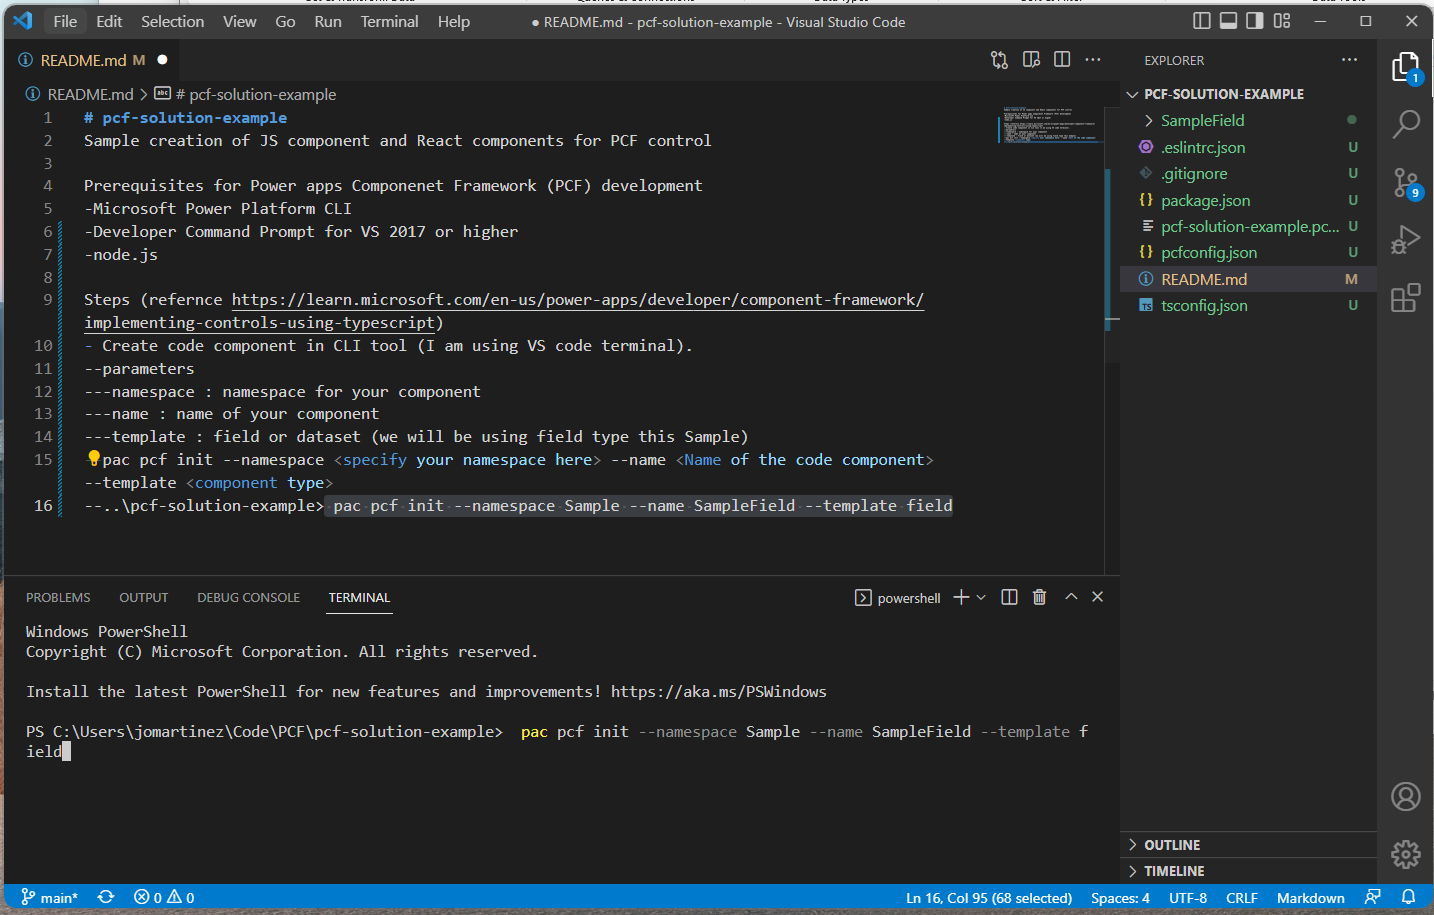 File Edit Selection View Go Run Terminal Help
● README.md - pcf-solution-example - Visual Studio Code
README.md M ●
README.md > # pcf-solution-example
1 # pcf-solution-example
2 Sample creation of JS component and React components for PCF control
3
4 Prerequisites for Power apps Componenet Framework (PCF) development
5 -Microsoft Power Platform CLI
6 -Developer Command Prompt for VS 2017 or higher
7 -node.js
8
9 Steps (refernce https://learn.microsoft.com/en-us/power-apps/developer/component-framework/
implementing-controls-using-typescript)
10 - Create code component in CLI tool (I am using VS code terminal).
11 --parameters
12 ---namespace : namespace for your component
13 ---name : name of your component
14 ---template : field or dataset (we will be using field type this Sample)
15 pac pcf init --namespace <specify your namespace here> --name <Name of the code component>
--template <component type>
16 --..\pcf-solution-example> pac pcf init --namespace Sample --name SampleField --template field
EXPLORER
PCF-SOLUTION-EXAMPLE
SampleField
.eslintrc.json U
.gitignore U
package.json U
pcf-solution-example.pc... U
pcfconfig.json U
README.md M
tsconfig.json U
OUTLINE
TIMELINE
1
9
PROBLEMS OUTPUT DEBUG CONSOLE TERMINAL
powershell
Windows PowerShell
Copyright (C) Microsoft Corporation. All rights reserved.
Install the latest PowerShell for new features and improvements! https://aka.ms/PSWindows
PS C:\Users\jomartinez\Code\PCF\pcf-solution-example>  pac pcf init --namespace Sample --name SampleField --template f
ield
main* 0 0 Ln 16, Col 95 (68 selected) Spaces: 4 UTF-8 CRLF Markdown